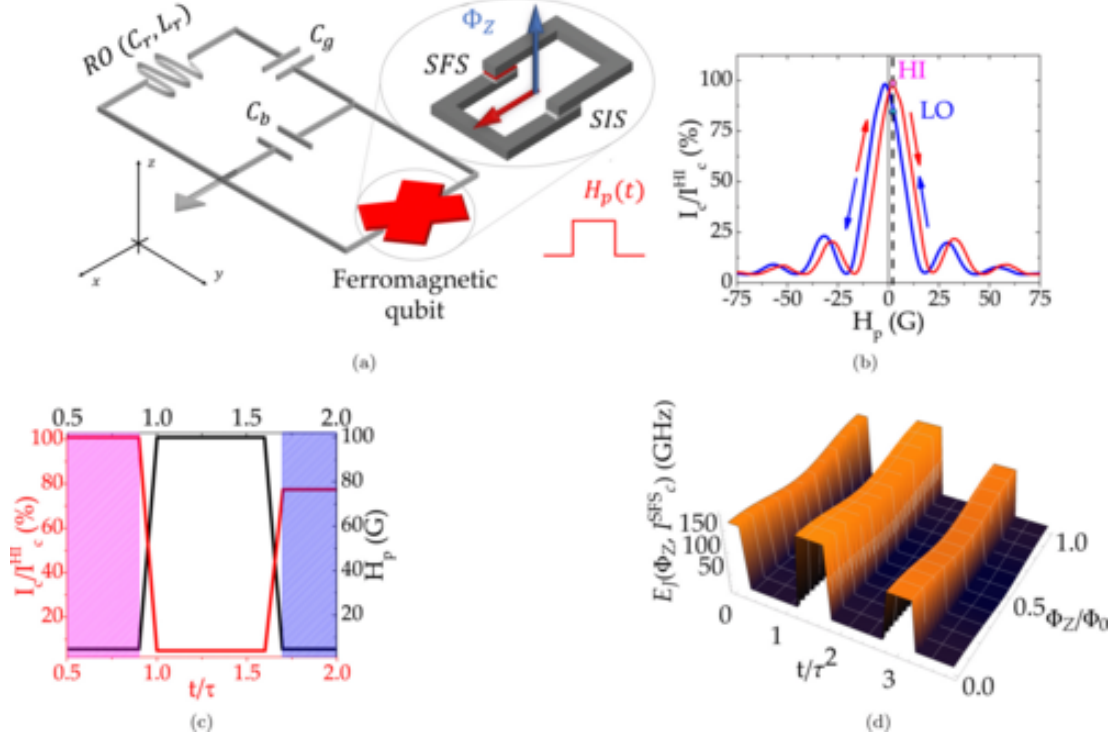 RO (C_r, L_r)
C_g
C_b
Φ_Z
SFS
SIS
H_p(t)
z
x
y
Ferromagnetic
qubit
(a)
I_c/I^HI_c (%)
100
75
50
25
0
HI
LO
-75 -50 -25 0 25 50 75
H_p (G)
(b)
0.5 1.0 1.5 2.0
I_c/I^HI_c (%)
100
80
60
40
20
100
80
60
40
20
H_p (G)
0.5 1.0 1.5 2.0
t/τ
(c)
E_J(Φ_Z, I^SFS_c) (GHz)
150
100
50
0
1
2
3
t/τ
1.0
0.5
0.0
Φ_Z/Φ_0
(d)